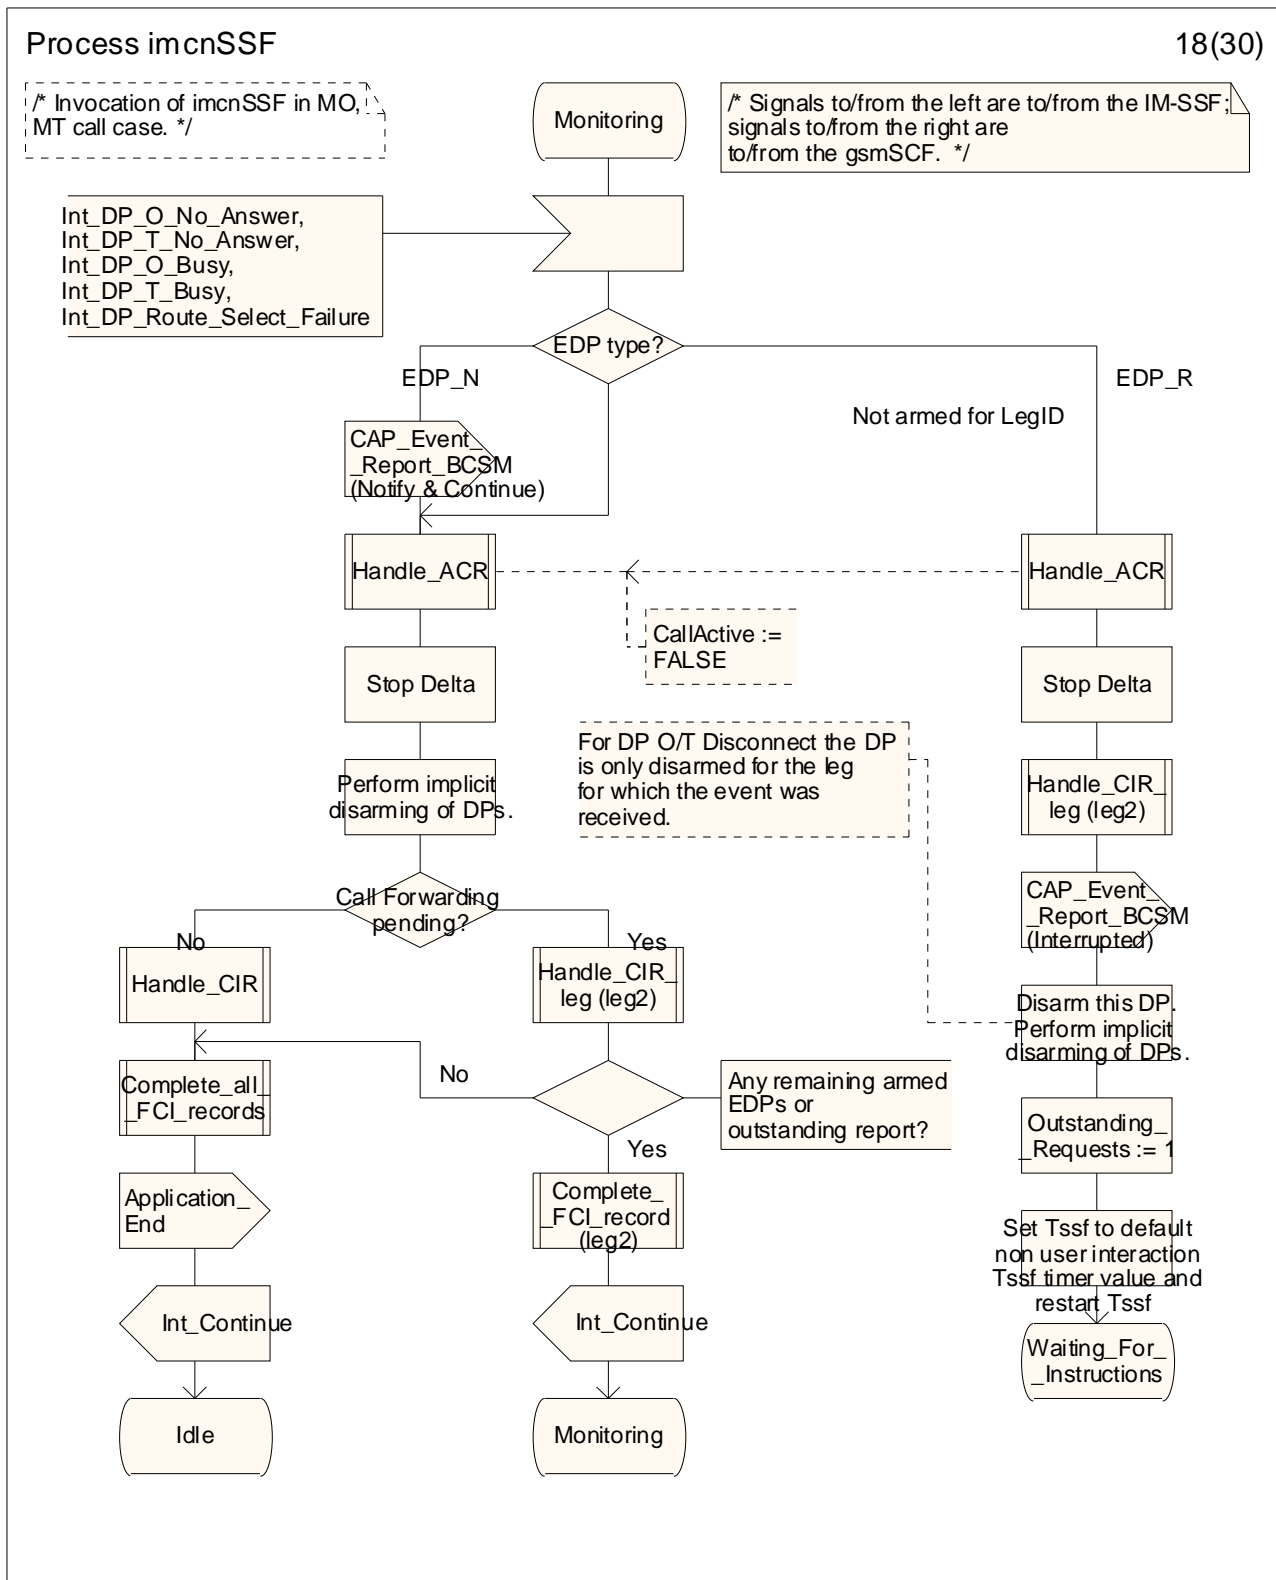 Process imcnSSF
18(30)
/* Invocation of imcnSSF in MO,
MT call case. */
Monitoring
/* Signals to/from the left are to/from the IM-SSF;
signals to/from the right are
to/from the gsmSCF. */
Int_DP_O_No_Answer,
Int_DP_T_No_Answer,
Int_DP_O_Busy,
Int_DP_T_Busy,
Int_DP_Route_Select_Failure
EDP type?
EDP_N
EDP_R
Not armed for LegID
CAP_Event_
_Report_BCSM
(Notify & Continue)
Handle_ACR
Handle_ACR
CallActive :=
FALSE
Stop Delta
Stop Delta
For DP O/T Disconnect the DP
is only disarmed for the leg
for which the event was
received.
Perform implicit
disarming of DPs.
Handle_CIR_
leg (leg2)
Call Forwarding
pending?
CAP_Event_
_Report_BCSM
(Interrupted)
No
Yes
Handle_CIR
Handle_CIR_
leg (leg2)
Disarm this DP.
Perform implicit
disarming of DPs.
No
Any remaining armed
EDPs or
outstanding report?
Complete_all_
_FCI_records
Yes
Outstanding_
_Requests := 1
Application_
End
Complete_
_FCI_record
(leg2)
Set Tssf to default
non user interaction
Tssf timer value and
restart Tssf
Int_Continue
Int_Continue
Waiting_For_
_Instructions
Idle
Monitoring